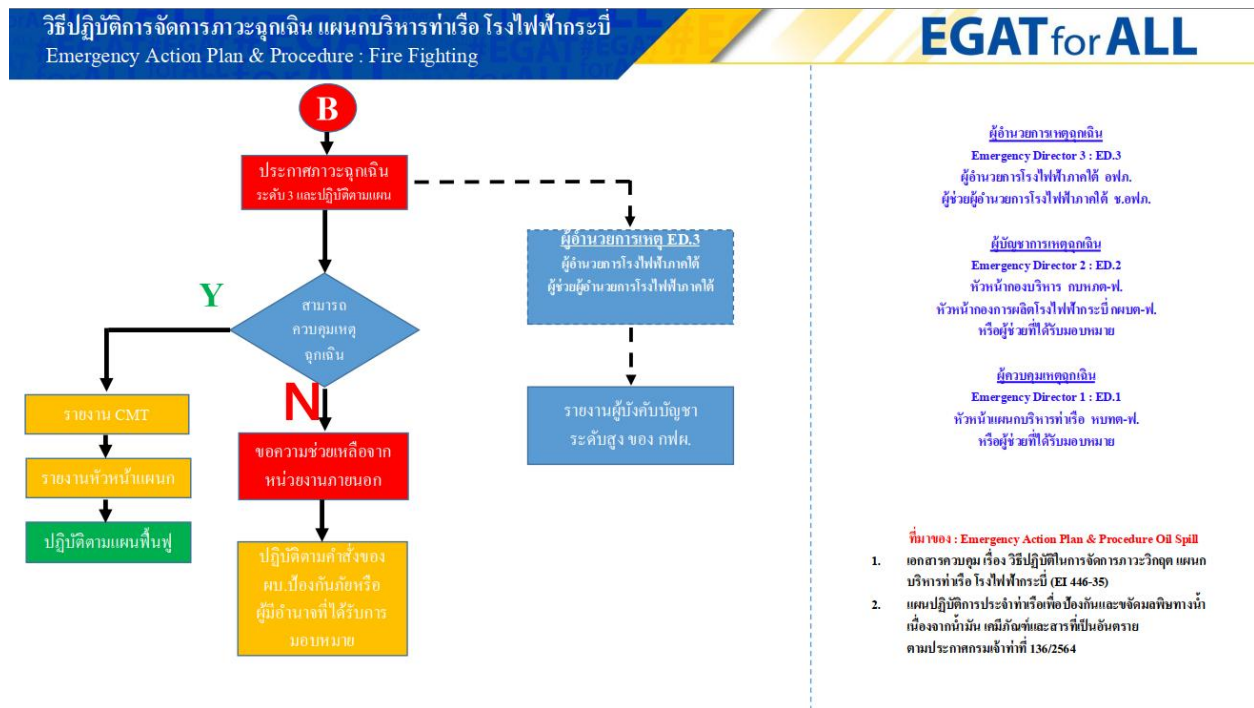 วิธีปฏิบัติการจัดการภาวะฉุกเฉิน แผนกบริหารท่าเรือ โรงไฟฟ้ากระบี่
Emergency Action Plan & Procedure : Fire Fighting
EGAT for ALL
B
ประกาศภาวะฉุกเฉิน
ระดับ 3 และปฏิบัติตามแผน
ผู้อำนวยการเหตุ ED.3
ผู้อำนวยการโรงไฟฟ้าภาคใต้
ผู้ช่วยผู้อำนวยการโรงไฟฟ้าภาคใต้
Y
สามารถ
ควบคุมเหตุ
ฉุกเฉิน
N
รายงาน CMT
รายงานหัวหน้าแผนก
ปฏิบัติตามแผนฟื้นฟู
ขอความช่วยเหลือจาก
หน่วยงานภายนอก
ปฏิบัติตามคำสั่งของ
ผบ.ป้องกันภัยหรือ
ผู้มีอำนาจที่ได้รับการ
มอบหมาย
รายงานผู้บังคับบัญชา
ระดับสูง ของ กฟผ.
ผู้อำนวยการเหตุฉุกเฉิน
Emergency Director 3 : ED.3
ผู้อำนวยการโรงไฟฟ้าภาคใต้ อฟภ.
ผู้ช่วยผู้อำนวยการโรงไฟฟ้าภาคใต้ ช.อฟภ.
ผู้บัญชาการเหตุฉุกเฉิน
Emergency Director 2 : ED.2
หัวหน้ากองบริหาร กบหภต-ฟ.
หัวหน้ากองการผลิตโรงไฟฟ้ากระบี่ กผบต-ฟ.
หรือผู้ช่วยที่ได้รับมอบหมาย
ผู้ควบคุมเหตุฉุกเฉิน
Emergency Director 1 : ED.1
หัวหน้าแผนกบริหารท่าเรือ หบทต-ฟ.
หรือผู้ช่วยที่ได้รับมอบหมาย
ที่มาของ : Emergency Action Plan & Procedure Oil Spill
1. เอกสารควบคุม เรื่อง วิธีปฏิบัติในการจัดการภาวะวิกฤต แผนก
บริหารท่าเรือ โรงไฟฟ้ากระบี่ (EI 446-35)
2. แผนปฏิบัติการประจำท่าเรือเพื่อป้องกันและขจัดมลพิษทางน้ำ
เนื่องจากน้ำมัน เคมีภัณฑ์และสารที่เป็นอันตราย
ตามประกาศกรมเจ้าท่าที่ 136/2564